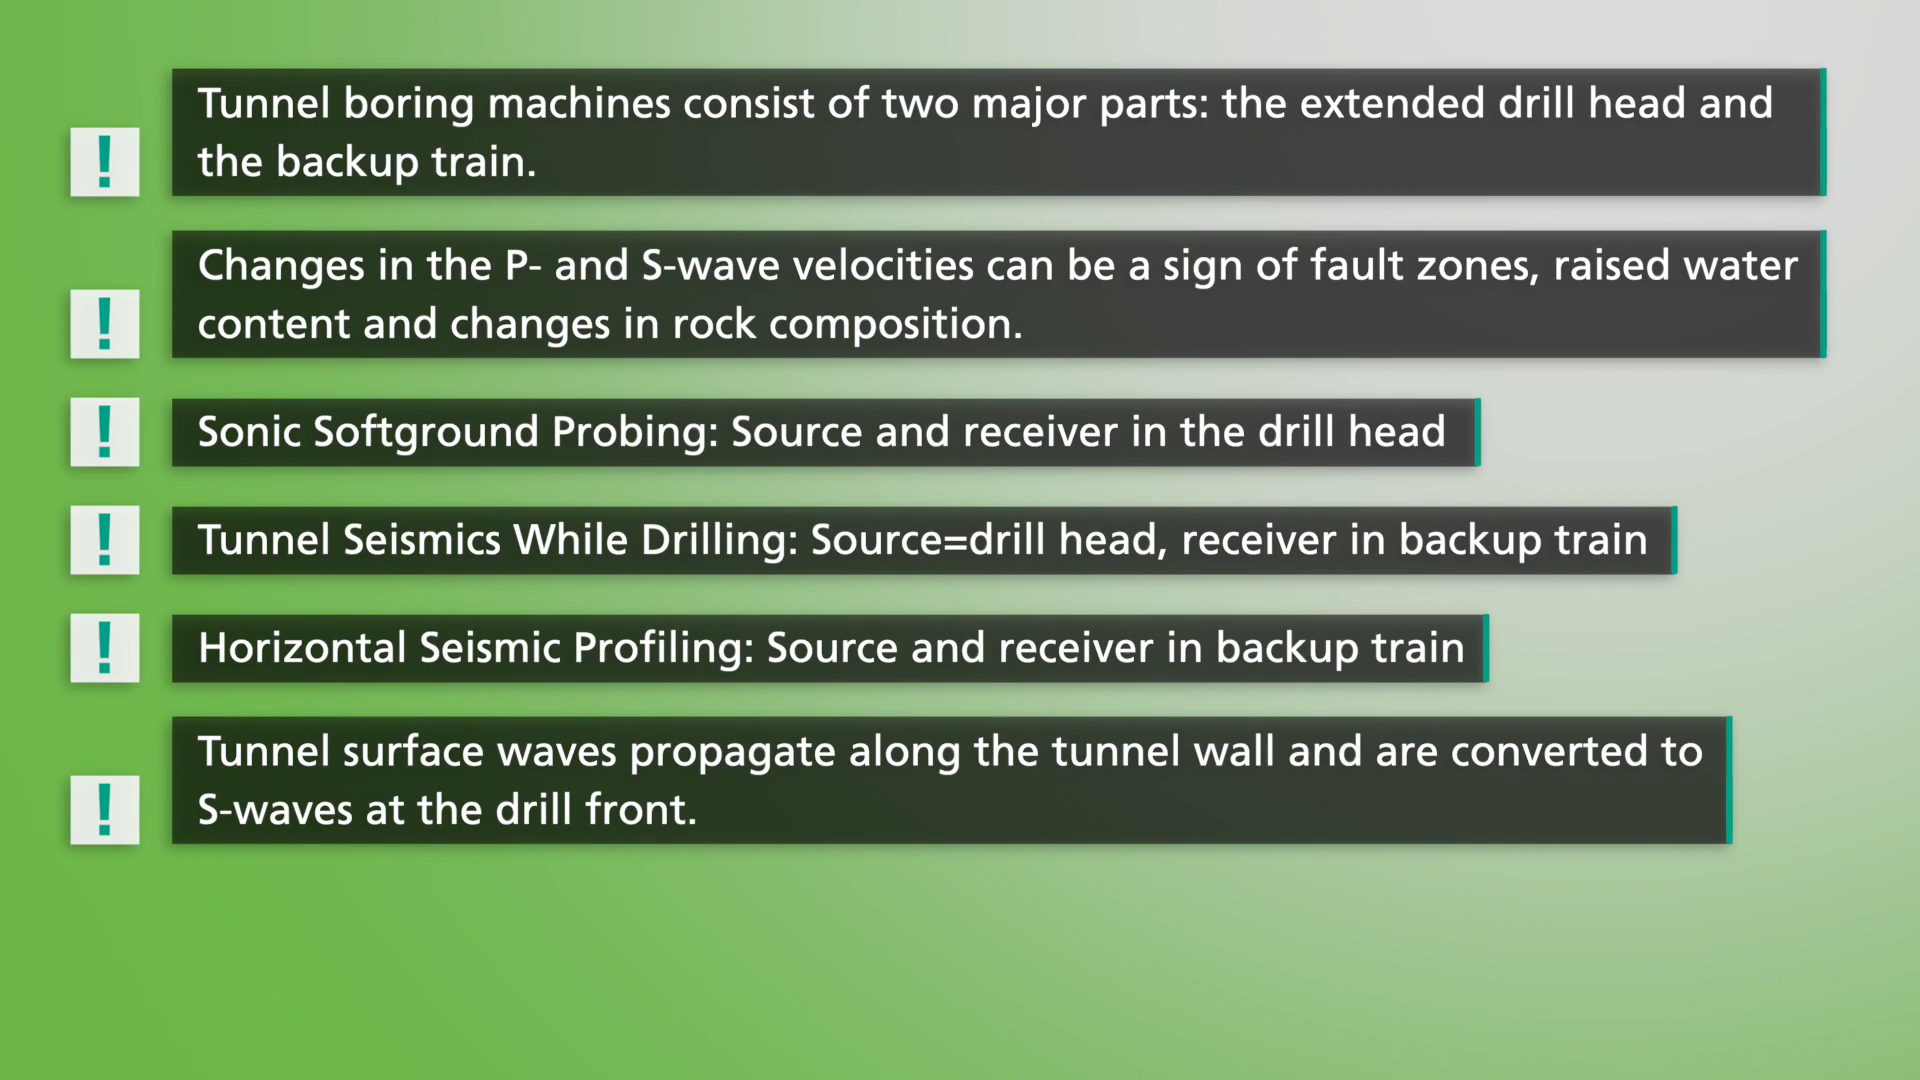 Tunnel boring machines consist of two major parts: the extended drill head and
the backup train.
!
Changes in the P- and S-wave velocities can be a sign of fault zones, raised water
content and changes in rock composition.
!
! Sonic Softground Probing: Source and receiver in the drill head
! Tunnel Seismics While Drilling: Source=drill head, receiver in backup train
! Horizontal Seismic Profiling: Source and receiver in backup train
Tunnel surface waves propagate along the tunnel wall and are converted to
S-waves at the drill front.
!